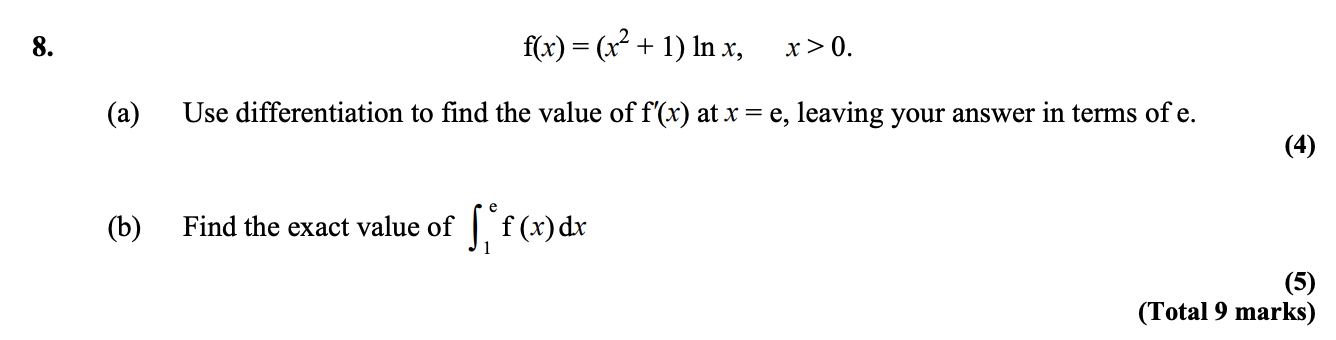 8. f(x) = (x² + 1) ln x, x > 0.
(a) Use differentiation to find the value of f′(x) at x = e, leaving your answer in terms of e.
(4)
(b) Find the exact value of ∫₁ᵉ f (x) dx
(5)
(Total 9 marks)